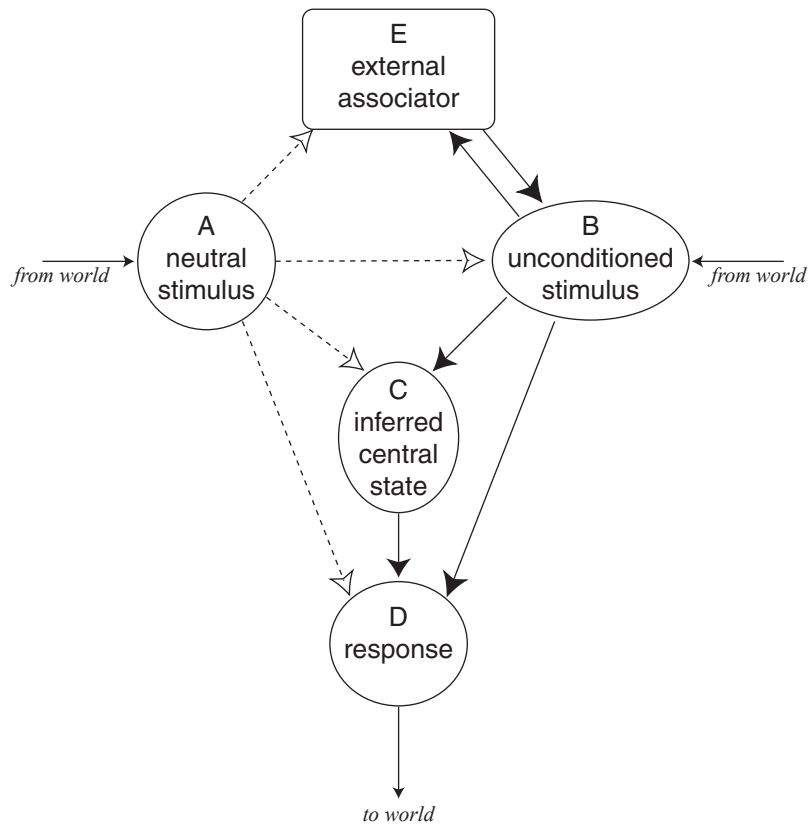 E
external
associator
A
neutral
stimulus
from world
B
unconditioned
stimulus
from world
C
inferred
central
state
D
response
to world